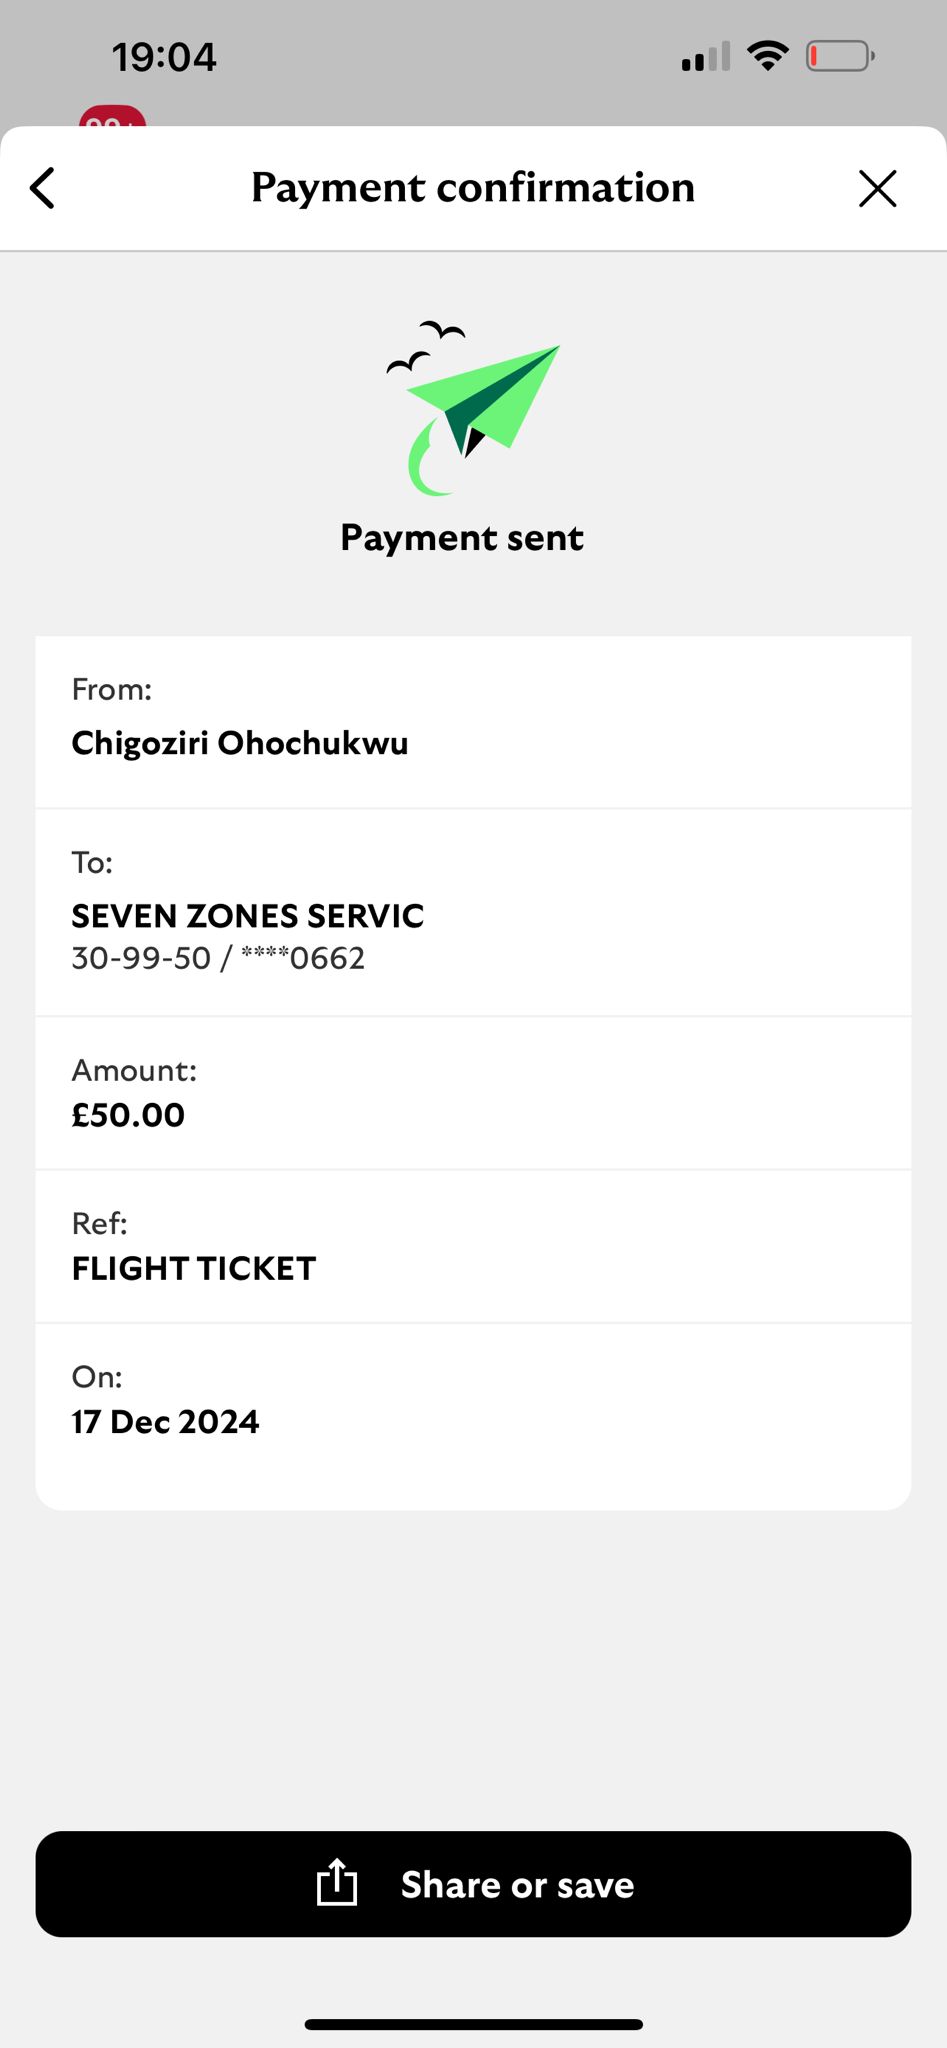 19:04
Payment confirmation
Payment sent
From:
Chigoziri Ohochukwu
To:
SEVEN ZONES SERVIC
30-99-50 / ****0662
Amount:
£50.00
Ref:
FLIGHT TICKET
On:
17 Dec 2024
Share or save